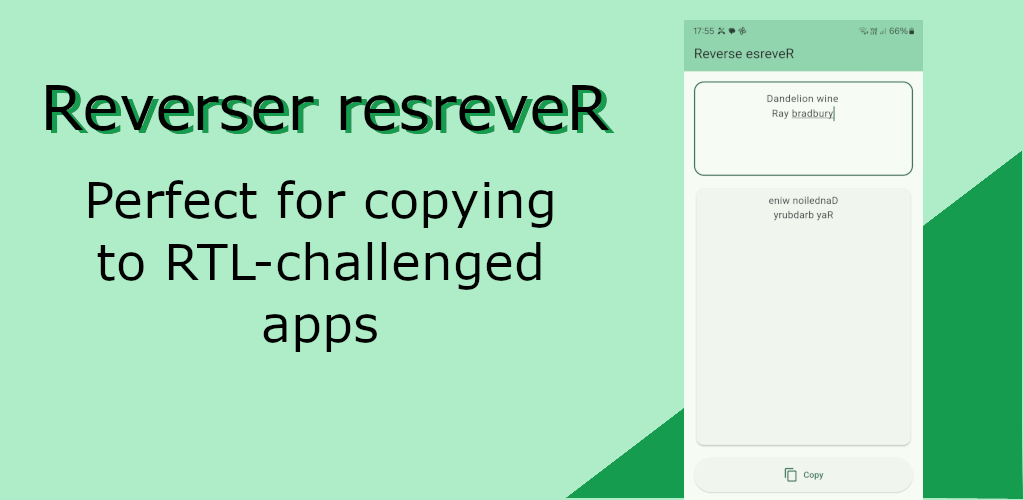 Reverser resreveR
Perfect for copying
to RTL-challenged
apps
17:55
66%
Reverse esreveR
Dandelion wine
Ray bradbury
eniw noilednaD
yrubdarb yaR
Copy